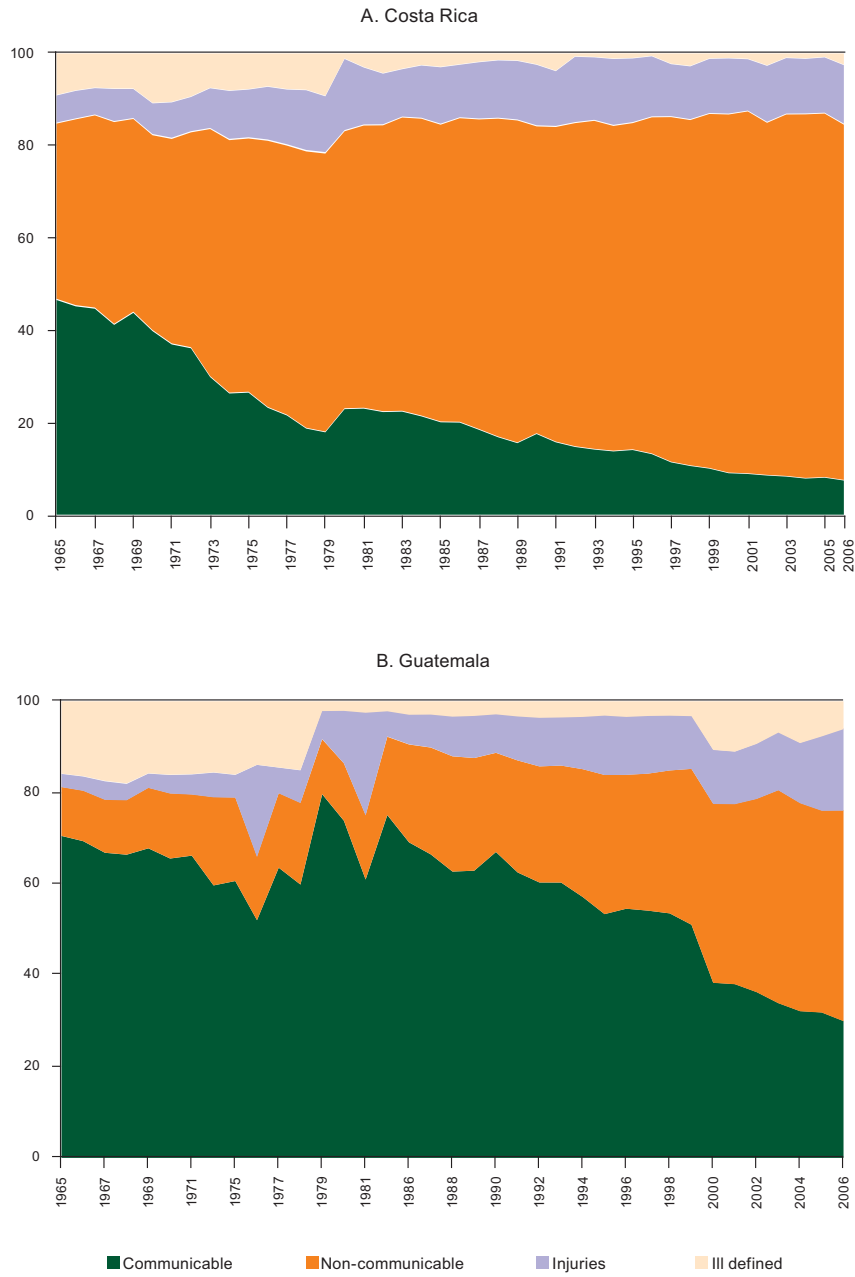 A. Costa Rica
100
80
60
40
20
0
1965 1967 1969 1971 1973 1975 1977 1979 1981 1983 1985 1987 1989 1991 1993 1995 1997 1999 2001 2003 2005 2006
B. Guatemala
100
80
60
40
20
0
1965 1967 1969 1971 1975 1977 1979 1981 1986 1988 1990 1992 1994 1996 1998 2000 2002 2004 2006
Communicable Non-communicable Injuries Ill defined